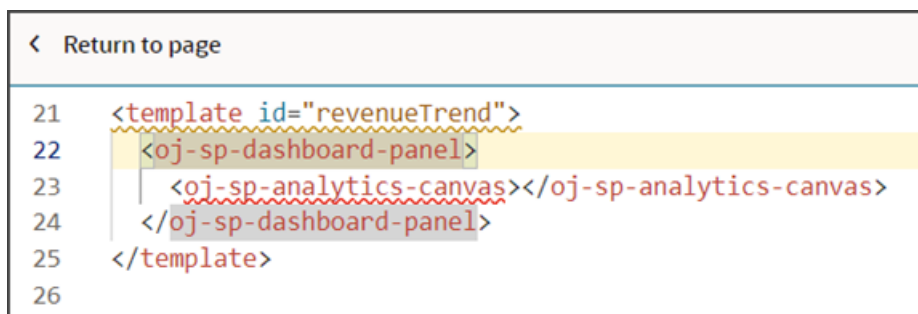 < Return to page
21 <template id="revenueTrend">
22 <oj-sp-dashboard-panel>
23 <oj-sp-analytics-canvas></oj-sp-analytics-canvas>
24 </oj-sp-dashboard-panel>
25 </template>
26